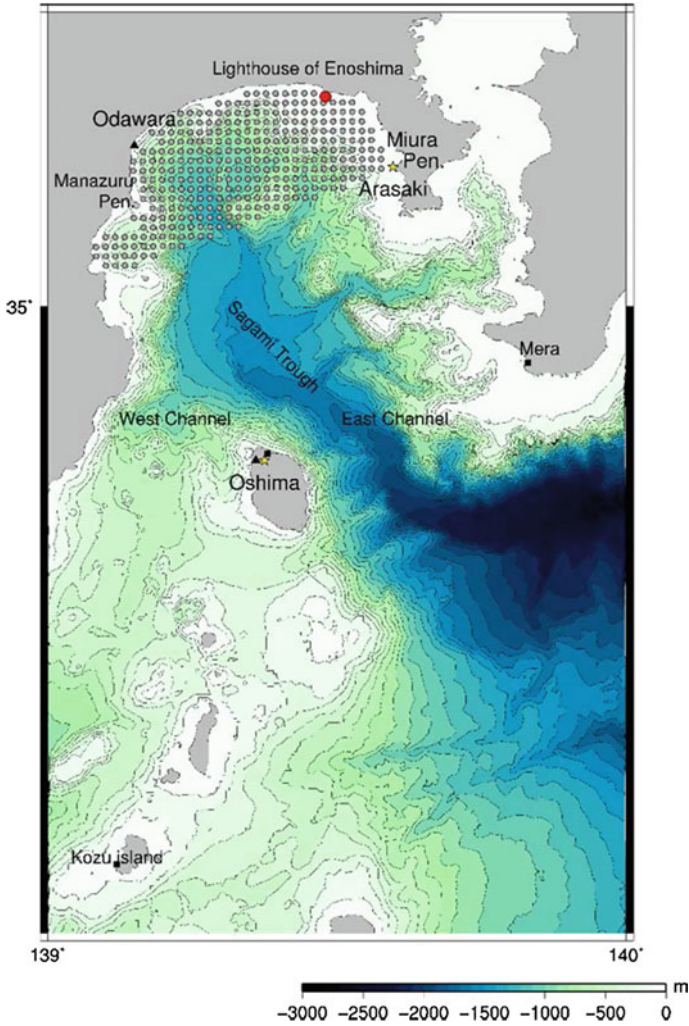 Lighthouse of Enoshima
Odawara
Miura
Pen.
Manazuru
Pen.
Arasaki
35°
Sagami Trough
Mera
West Channel
East Channel
Oshima
Kozu island
139°
140°
m
−3000 −2500 −2000 −1500 −1000 −500 0